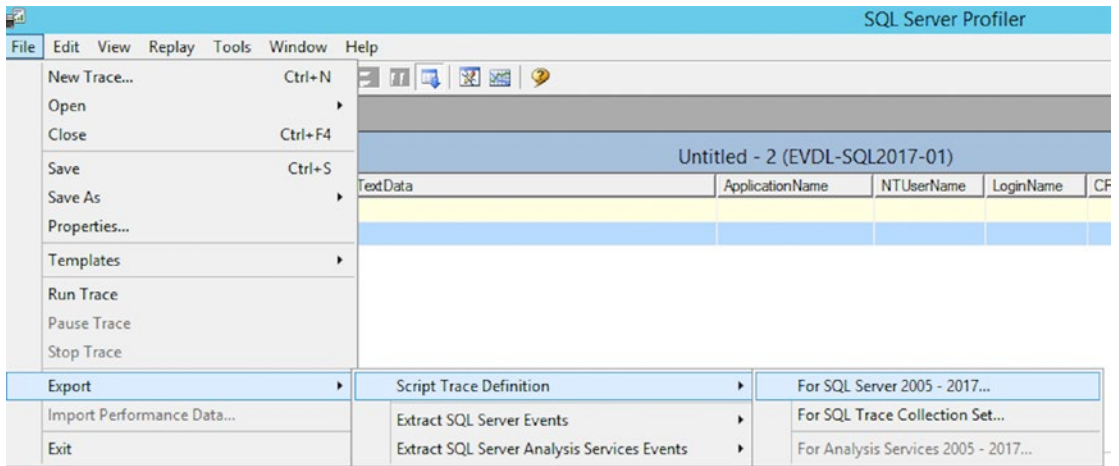 SQL Server Profiler
File Edit View Replay Tools Window Help
New Trace... Ctrl+N
Open
Close Ctrl+F4
Save Ctrl+S
Save As
Properties...
Templates
Run Trace
Pause Trace
Stop Trace
Export
Import Performance Data...
Exit
Untitled - 2 (EVDL-SQL2017-01)
TextData ApplicationName NTUserName LoginName CP
Script Trace Definition
Extract SQL Server Events
Extract SQL Server Analysis Services Events
For SQL Server 2005 - 2017...
For SQL Trace Collection Set...
For Analysis Services 2005 - 2017...